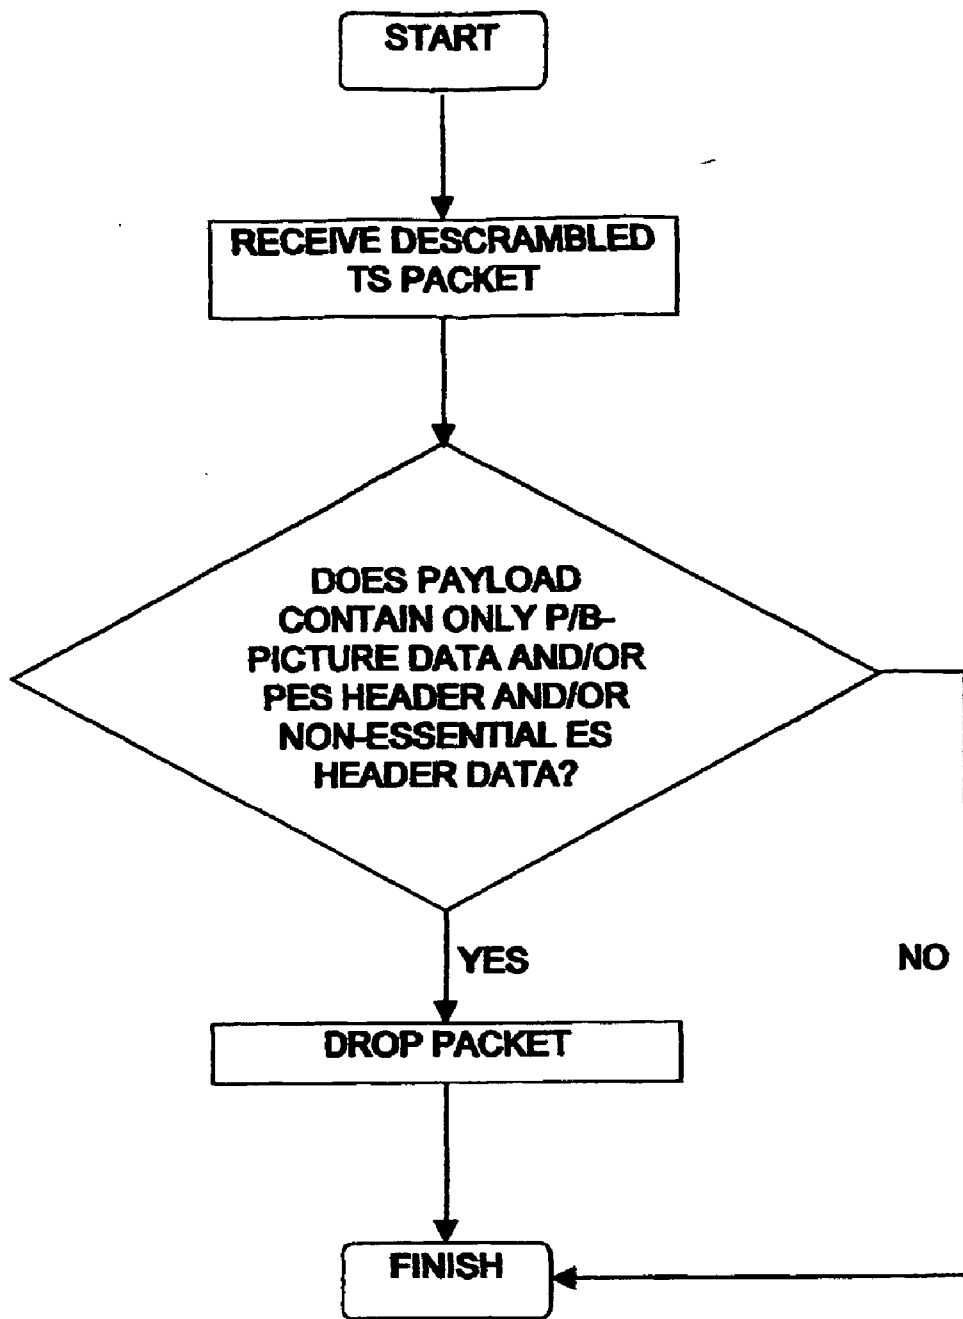 START
RECEIVE DESCRAMBLED
TS PACKET
DOES PAYLOAD
CONTAIN ONLY P/B-
PICTURE DATA AND/OR
PES HEADER AND/OR
NON-ESSENTIAL ES
HEADER DATA?
YES
NO
DROP PACKET
FINISH